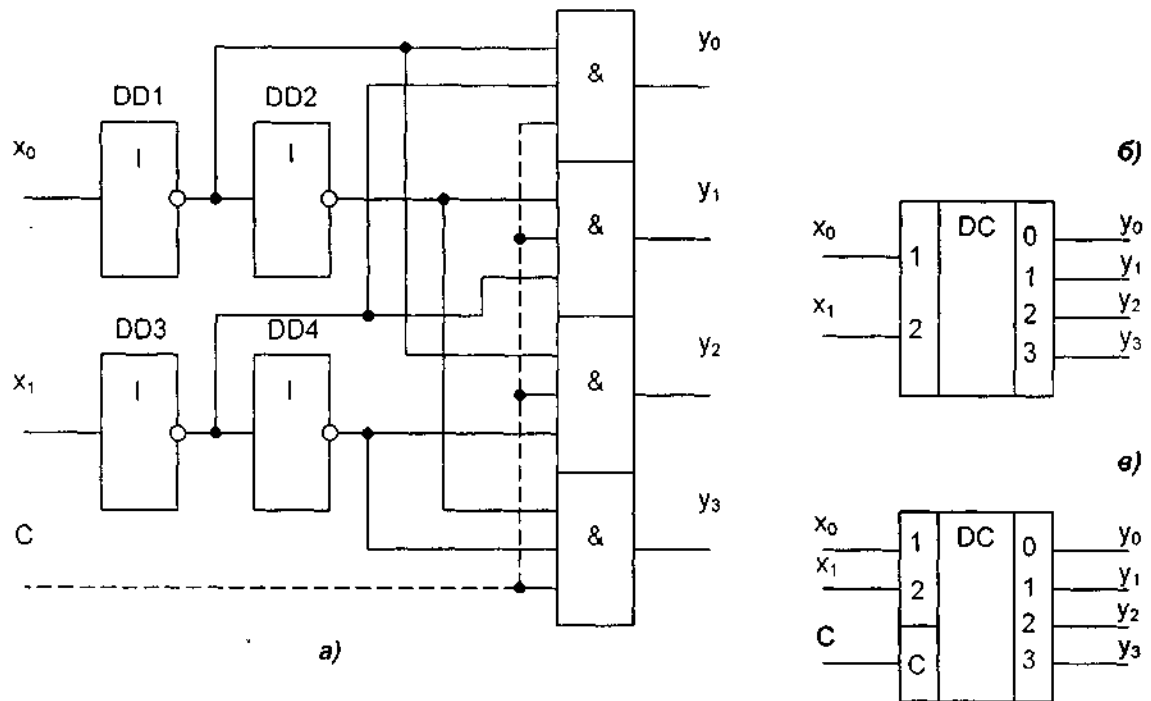 y₀
&
DD1 DD2
x₀
1 1
y₁
&
DD3 DD4
y₂
&
x₁
1 1
y₃
C
&
а)
б)
x₀ 1 DC 0 y₀
1 y₁
x₁ 2 2 y₂
3 y₃
в)
x₀ 1 DC 0 y₀
x₁ 2 1 y₁
2 y₂
C C 3 y₃